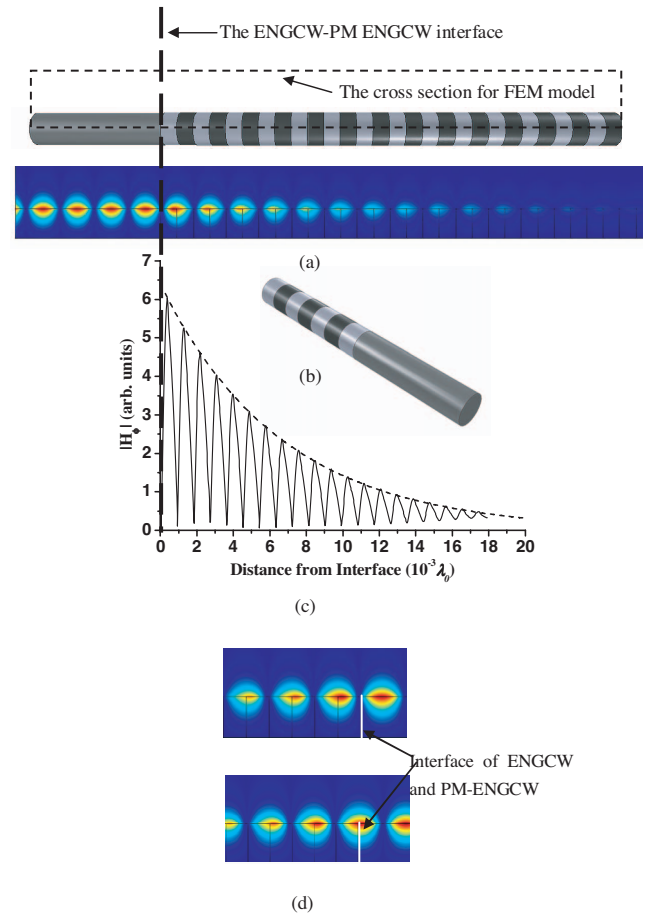 The ENGCW-PM ENGCW interface
The cross section for FEM model
(a)
7
6
5
4
3
2
1
0
|H_ϕ| (arb. units)
(b)
0 2 4 6 8 10 12 14 16 18 20
Distance from Interface (10⁻³λ₀)
(c)
Interface of ENGCW
and PM-ENGCW
(d)